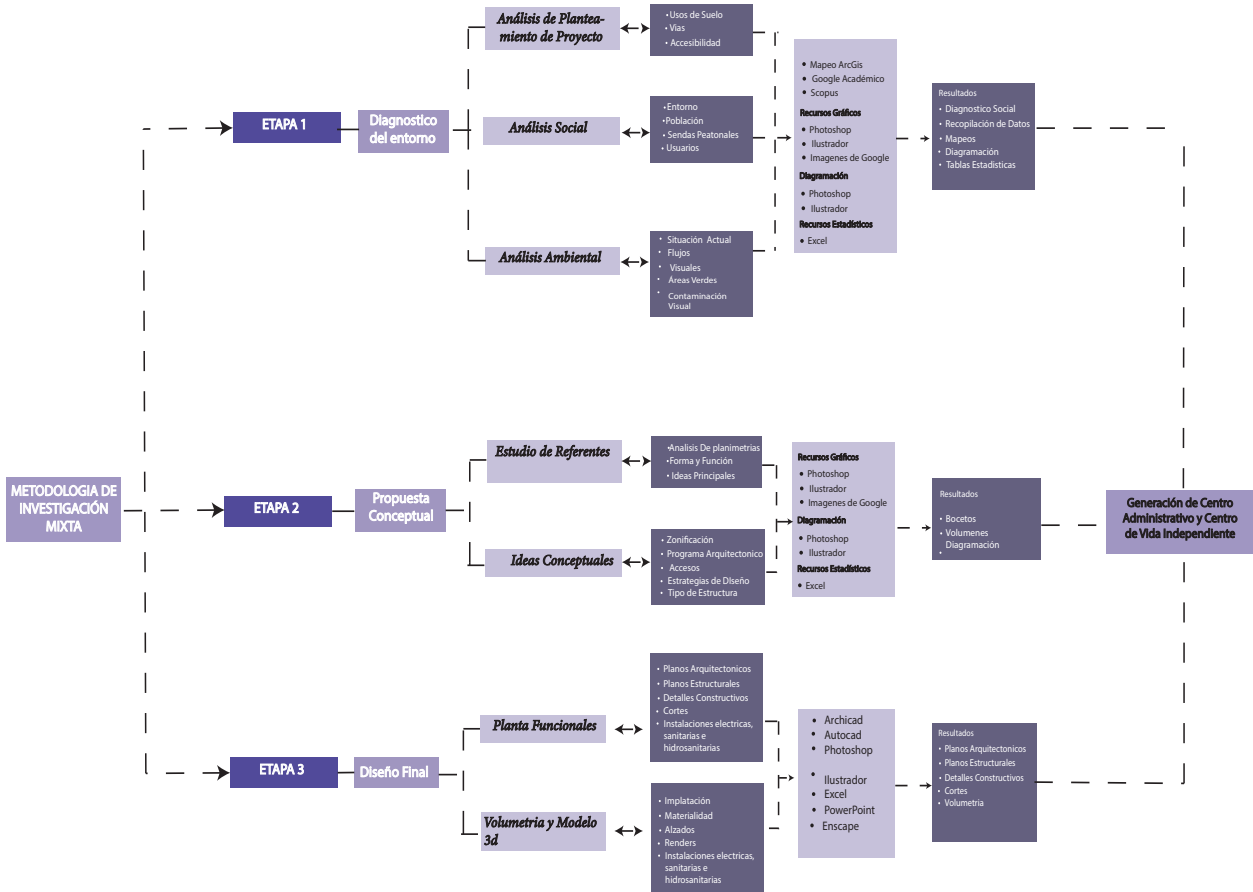 METODOLOGIA DE
INVESTIGACIÓN
MIXTA
ETAPA 1
Diagnostico
del entorno
Análisis de Plantea-
miento de Proyecto
• Usos de Suelo
• Vias
• Accesibilidad
Análisis Social
• Entorno
• Población
• Sendas Peatonales
• Usuarios
Análisis Ambiental
• Situación Actual
• Flujos
• Visuales
• Áreas Verdes
• Contaminación
Visual
• Mapeo ArcGis
• Google Académico
• Scopus
Recursos Gráficos
• Photoshop
• Ilustrador
• Imagenes de Google
Diagramación
• Photoshop
• Ilustrador
Recursos Estadísticos
• Excel
Resultados
• Diagnostico Social
• Recopilación de Datos
• Mapeos
• Diagramación
• Tablas Estadisticas
ETAPA 2
Propuesta
Conceptual
Estudio de Referentes
• Analisis De planimetrias
• Forma y Función
• Ideas Principales
Ideas Conceptuales
• Zonificación
• Programa Arquitectonico
• Accesos
• Estrategias de DIseño
• Tipo de Estructura
Recursos Gráficos
• Photoshop
• Ilustrador
• Imagenes de Google
Diagramación
• Photoshop
• Ilustrador
Recursos Estadísticos
• Excel
Resultados
• Bocetos
• Volumenes
Diagramación
•
ETAPA 3
Diseño Final
Planta Funcionales
• Planos Arquitectonicos
• Planos Estructurales
• Detalles Constructivos
• Cortes
• Instalaciones electricas,
sanitarias e
hidrosanitarias
Volumetria y Modelo
3d
• Implatación
• Materialidad
• Alzados
• Renders
• Instalaciones electricas,
sanitarias e
hidrosanitarias
• Archicad
• Autocad
• Photoshop
•
Ilustrador
• Excel
• PowerPoint
• Enscape
Resultados
• Planos Arquitectonicos
• Planos Estructurales
• Detalles Constructivos
• Cortes
• Volumetria
Generación de Centro
Administrativo y Centro
de Vida Independiente